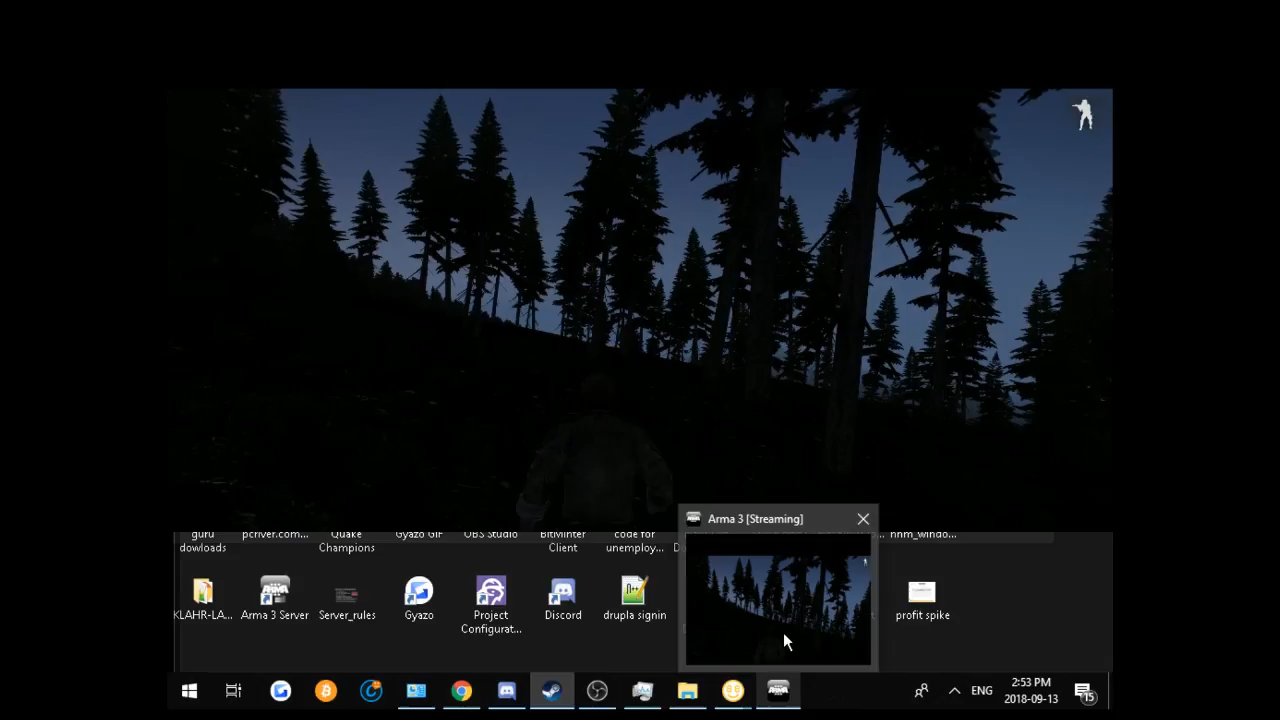 Arma 3 [Streaming]
guru
dowloads
pcriver.com...
Quake
Champions
Gyazo GIF
OBS Studio
BitMinter
Client
code for
unemploy...
nhm_windo...
KLAHR-LA...
Arma 3 Server
Server_rules
Gyazo
Project
Configurat...
Discord
drupla signin
profit spike
ENG
2:53 PM
2018-09-13
15